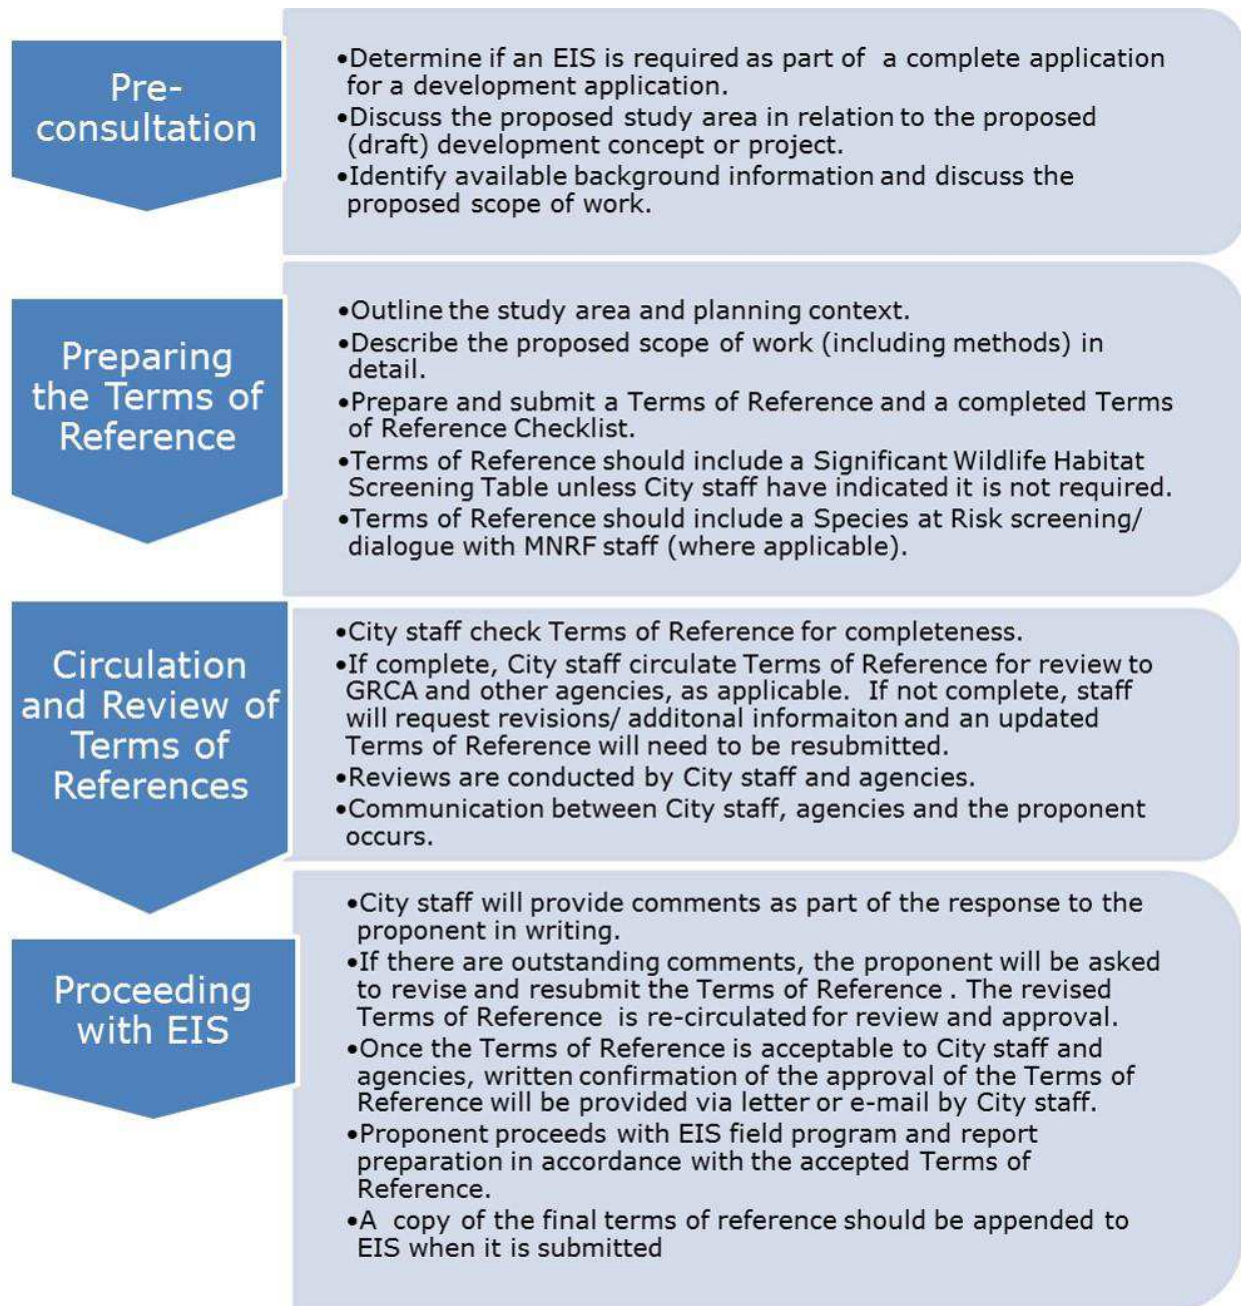 Pre-
consultation
•Determine if an EIS is required as part of a complete application
for a development application.
•Discuss the proposed study area in relation to the proposed
(draft) development concept or project.
•Identify available background information and discuss the
proposed scope of work.
Preparing
the Terms of
Reference
•Outline the study area and planning context.
•Describe the proposed scope of work (including methods) in
detail.
•Prepare and submit a Terms of Reference and a completed Terms
of Reference Checklist.
•Terms of Reference should include a Significant Wildlife Habitat
Screening Table unless City staff have indicated it is not required.
•Terms of Reference should include a Species at Risk screening/
dialogue with MNRF staff (where applicable).
Circulation
and Review of
Terms of
References
•City staff check Terms of Reference for completeness.
•If complete, City staff circulate Terms of Reference for review to
GRCA and other agencies, as applicable. If not complete, staff
will request revisions/ additonal informaiton and an updated
Terms of Reference will need to be resubmitted.
•Reviews are conducted by City staff and agencies.
•Communication between City staff, agencies and the proponent
occurs.
Proceeding
with EIS
•City staff will provide comments as part of the response to the
proponent in writing.
•If there are outstanding comments, the proponent will be asked
to revise and resubmit the Terms of Reference . The revised
Terms of Reference is re-circulated for review and approval.
•Once the Terms of Reference is acceptable to City staff and
agencies, written confirmation of the approval of the Terms of
Reference will be provided via letter or e-mail by City staff.
•Proponent proceeds with EIS field program and report
preparation in accordance with the accepted Terms of
Reference.
•A copy of the final terms of reference should be appended to
EIS when it is submitted